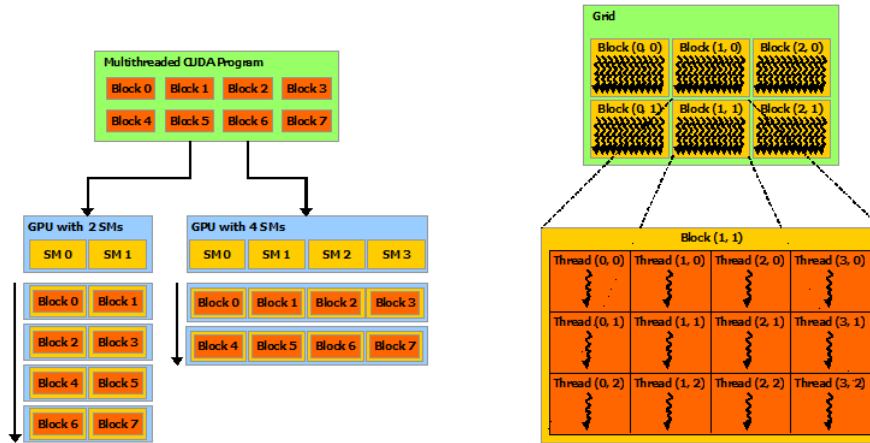 Multithreaded CUDA Program
Block 0 Block 1 Block 2 Block 3
Block 4 Block 5 Block 6 Block 7
GPU with 2 SMs
SM 0 SM 1
Block 0 Block 1
Block 2 Block 3
Block 4 Block 5
Block 6 Block 7
GPU with 4 SMs
SM 0 SM 1 SM 2 SM 3
Block 0 Block 1 Block 2 Block 3
Block 4 Block 5 Block 6 Block 7
Grid
Block (0, 0) Block (1, 0) Block (2, 0)
Block (0, 1) Block (1, 1) Block (2, 1)
Block (1, 1)
Thread (0, 0) Thread (1, 0) Thread (2, 0) Thread (3, 0)
Thread (0, 1) Thread (1, 1) Thread (2, 1) Thread (3, 1)
Thread (0, 2) Thread (1, 2) Thread (2, 2) Thread (3, 2)